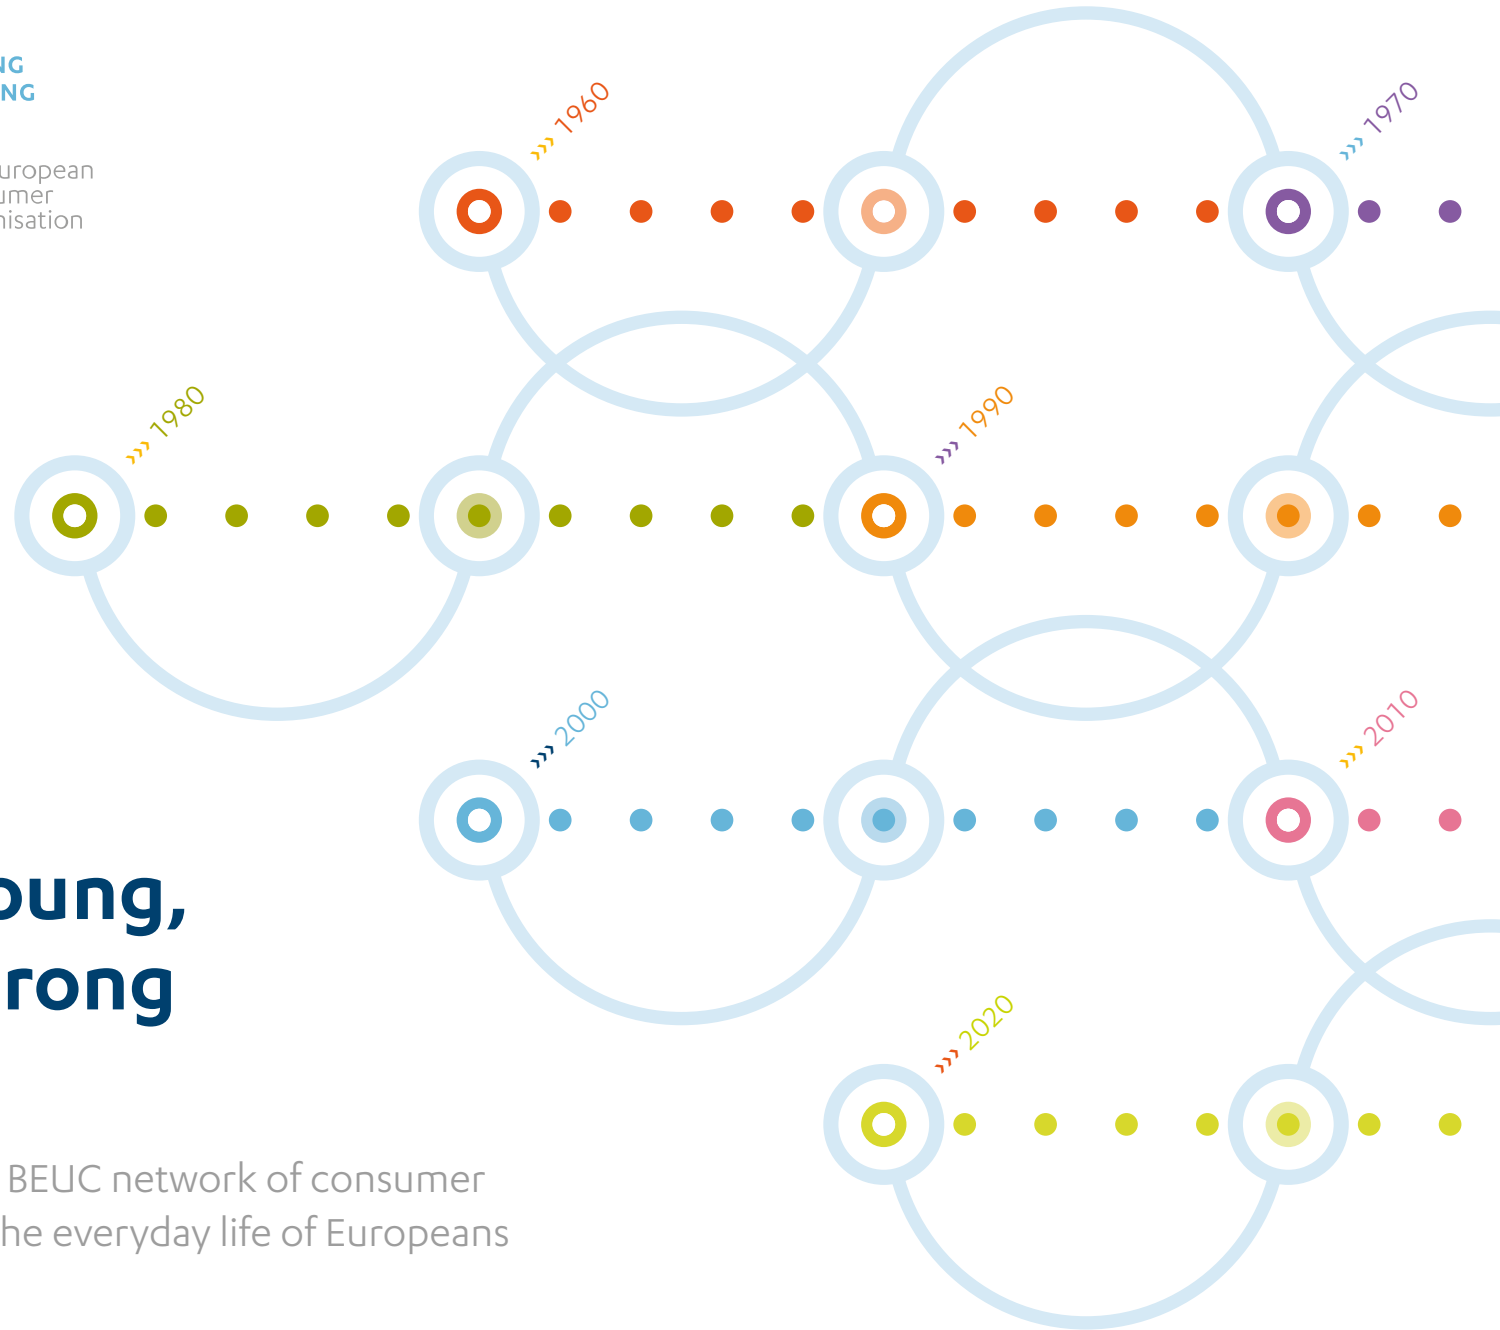 NG
NG
uropean
umer
nisation
››› 1960
››› 1970
››› 1980
››› 1990
››› 2000
››› 2010
oung,
rong
››› 2020
BEUC network of consumer
he everyday life of Europeans